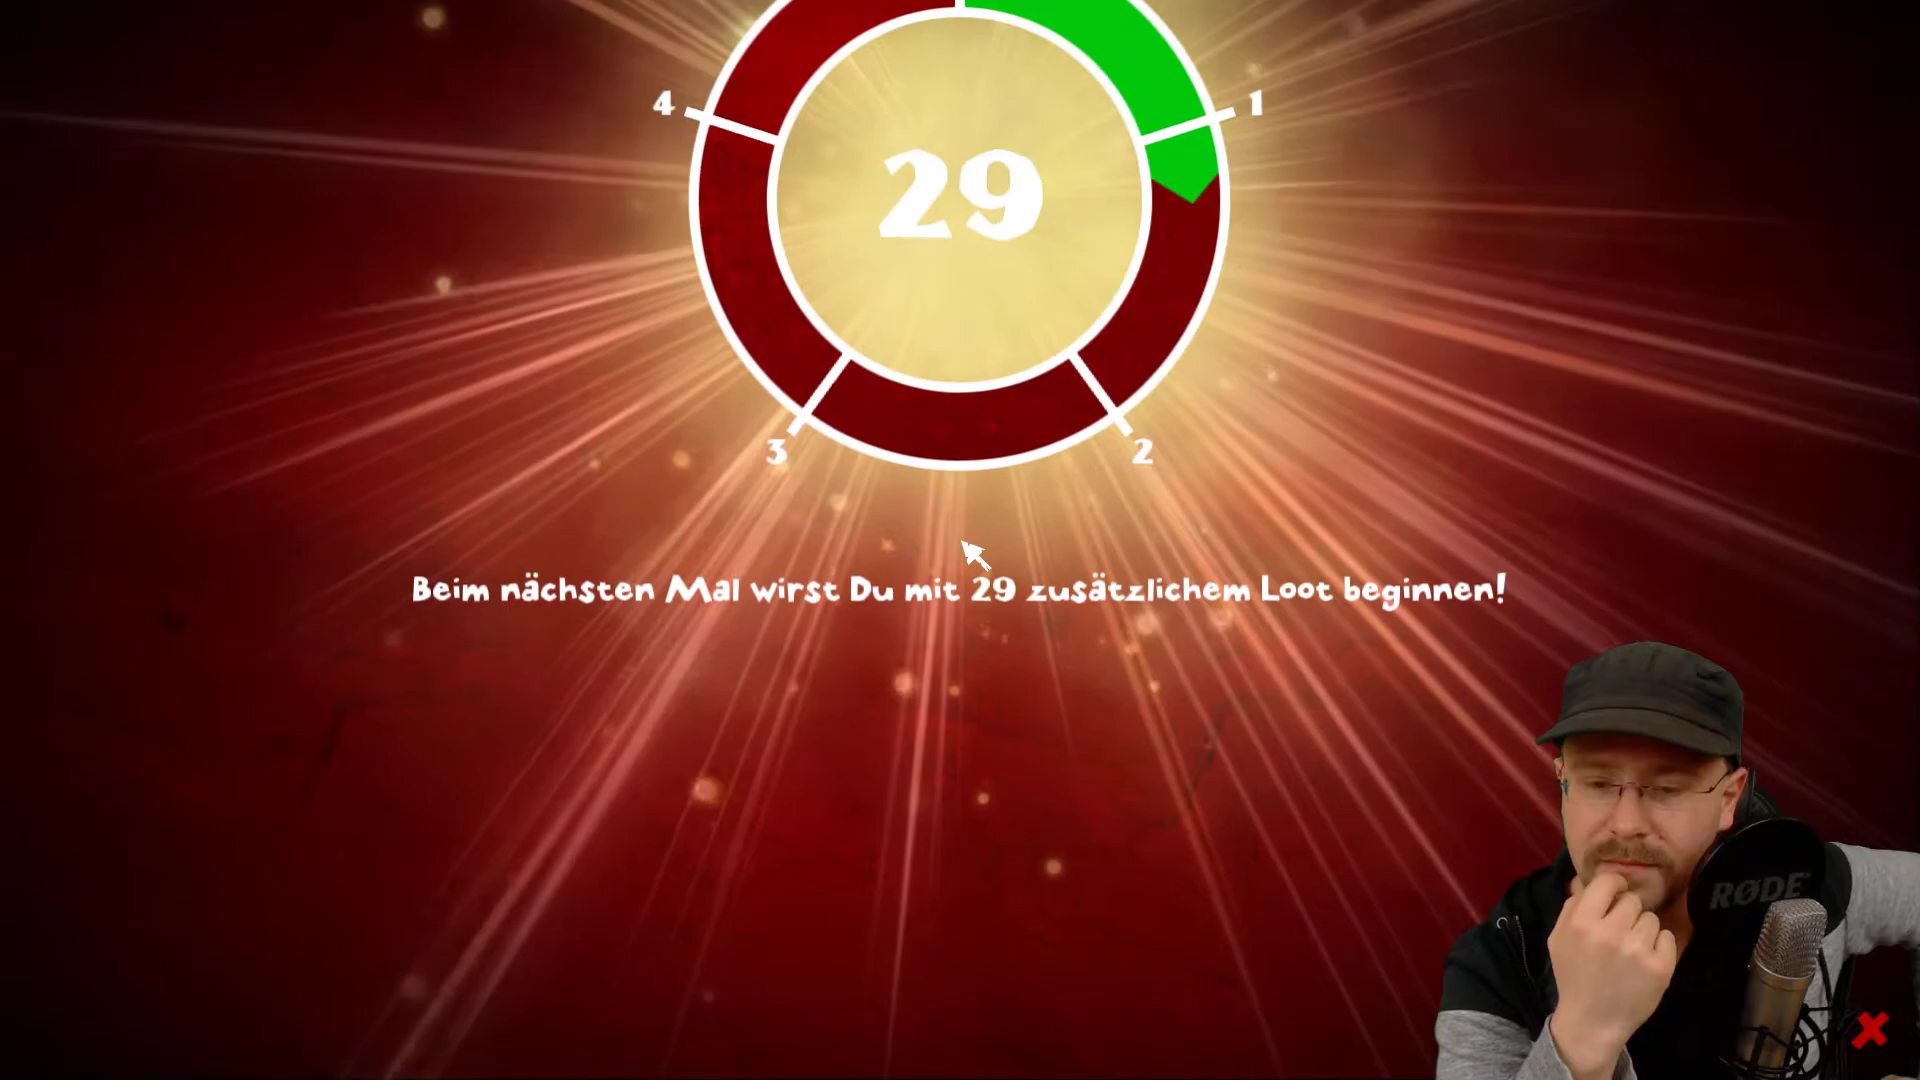 4
1
29
3
2
Beim nächsten Mal wirst Du mit 29 zusätzlichem Loot beginnen!
RØDE